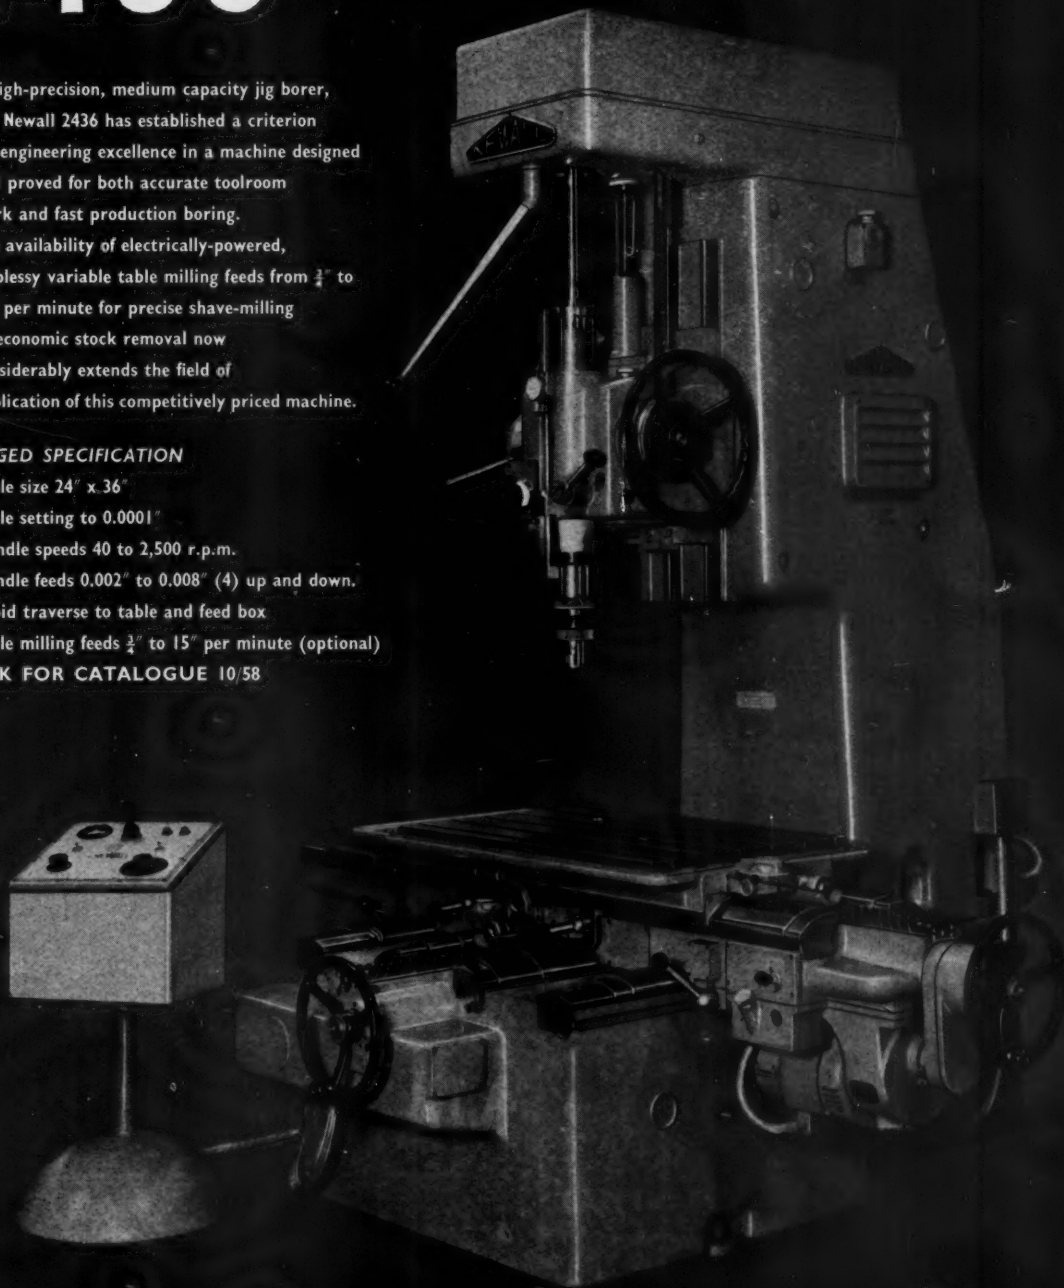 igh-precision, medium capacity jig borer,
Newall 2436 has established a criterion
engineering excellence in a machine designed
proved for both accurate toolroom
rk and fast production boring.
availability of electrically-powered,
plessy variable table milling feeds from ¾″ to
per minute for precise shave-milling
economic stock removal now
siderably extends the field of
plication of this competitively priced machine.
GED SPECIFICATION
le size 24″ x 36″
le setting to 0.0001″
ndle speeds 40 to 2,500 r.p.m.
ndle feeds 0.002″ to 0.008″ (4) up and down.
id traverse to table and feed box
le milling feeds ¾″ to 15″ per minute (optional)
K FOR CATALOGUE 10/58
NEWALL